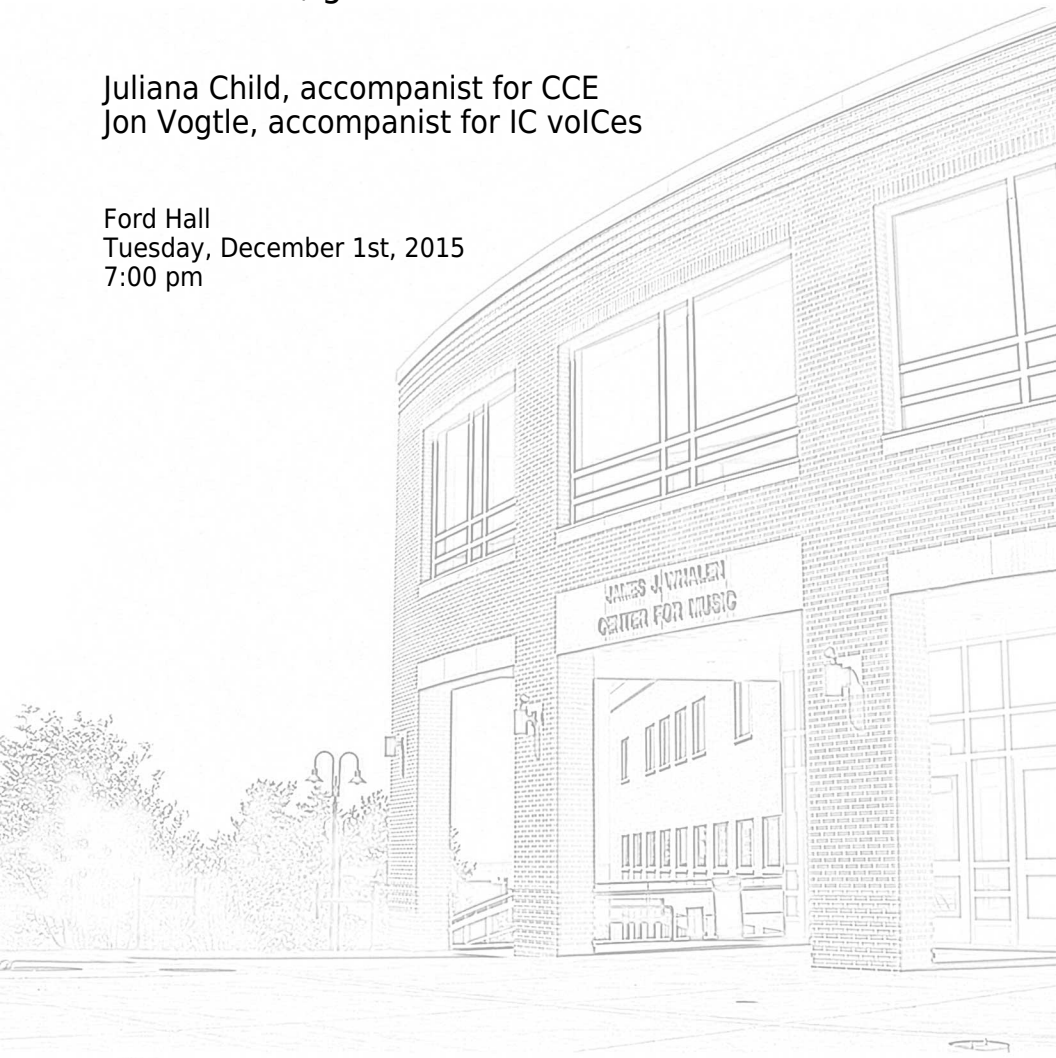 Juliana Child, accompanist for CCE
Jon Vogtle, accompanist for IC voICes
Ford Hall
Tuesday, December 1st, 2015
7:00 pm
JAMES J. WHALEN
CENTER FOR MUSIC